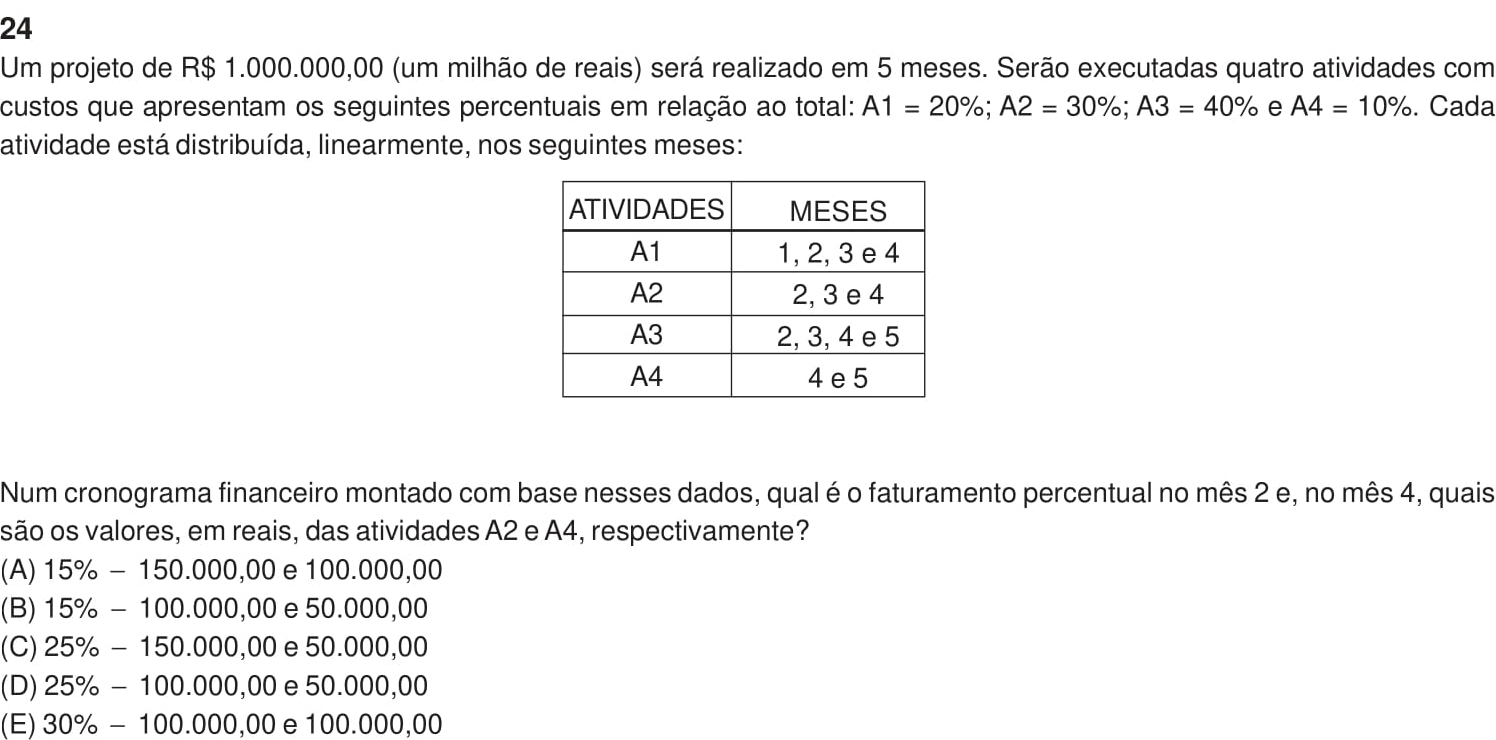 24
Um projeto de R$ 1.000.000,00 (um milhão de reais) será realizado em 5 meses. Serão executadas quatro atividades com
custos que apresentam os seguintes percentuais em relação ao total: A1 = 20%; A2 = 30%; A3 = 40% e A4 = 10%. Cada
atividade está distribuída, linearmente, nos seguintes meses:
ATIVIDADES MESES
A1 1, 2, 3 e 4
A2 2, 3 e 4
A3 2, 3, 4 e 5
A4 4 e 5
Num cronograma financeiro montado com base nesses dados, qual é o faturamento percentual no mês 2 e, no mês 4, quais
são os valores, em reais, das atividades A2 e A4, respectivamente?
(A) 15% – 150.000,00 e 100.000,00
(B) 15% – 100.000,00 e 50.000,00
(C) 25% – 150.000,00 e 50.000,00
(D) 25% – 100.000,00 e 50.000,00
(E) 30% – 100.000,00 e 100.000,00